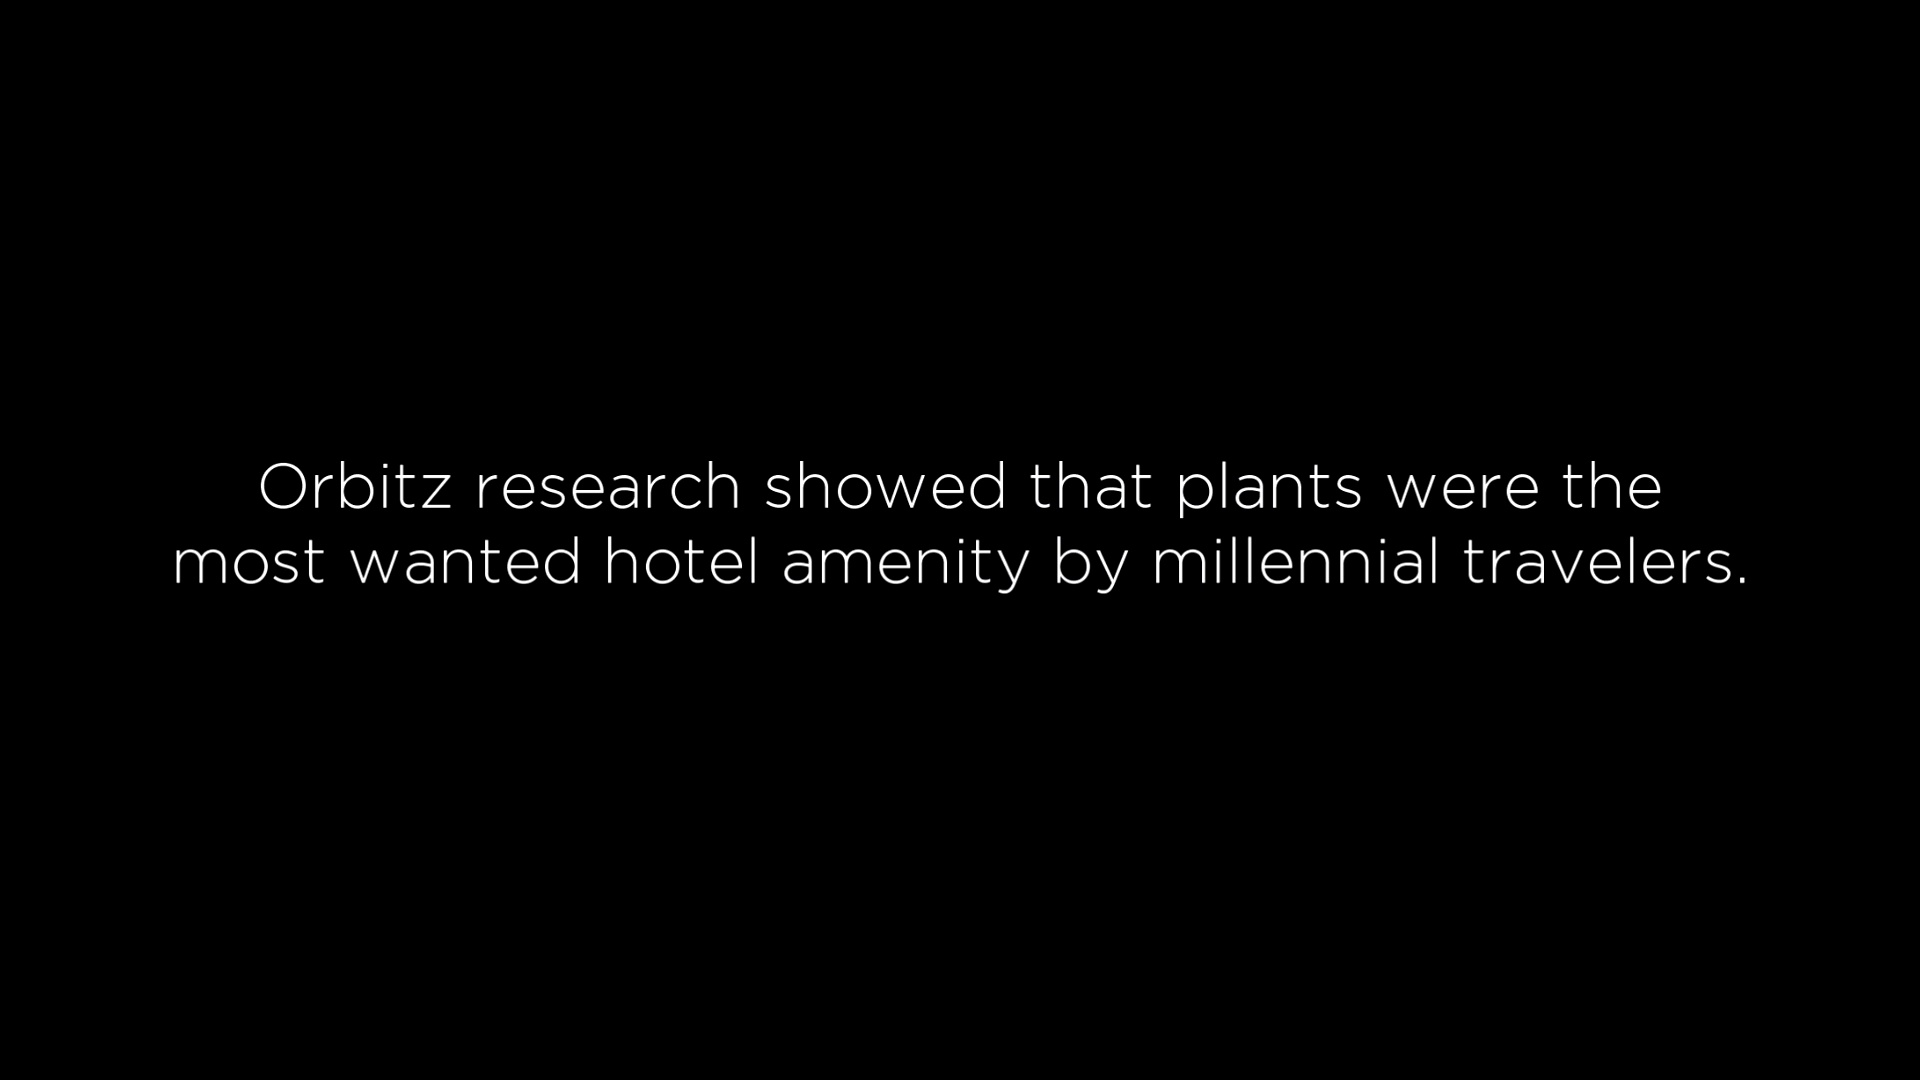 Orbitz research showed that plants were the
most wanted hotel amenity by millennial travelers.